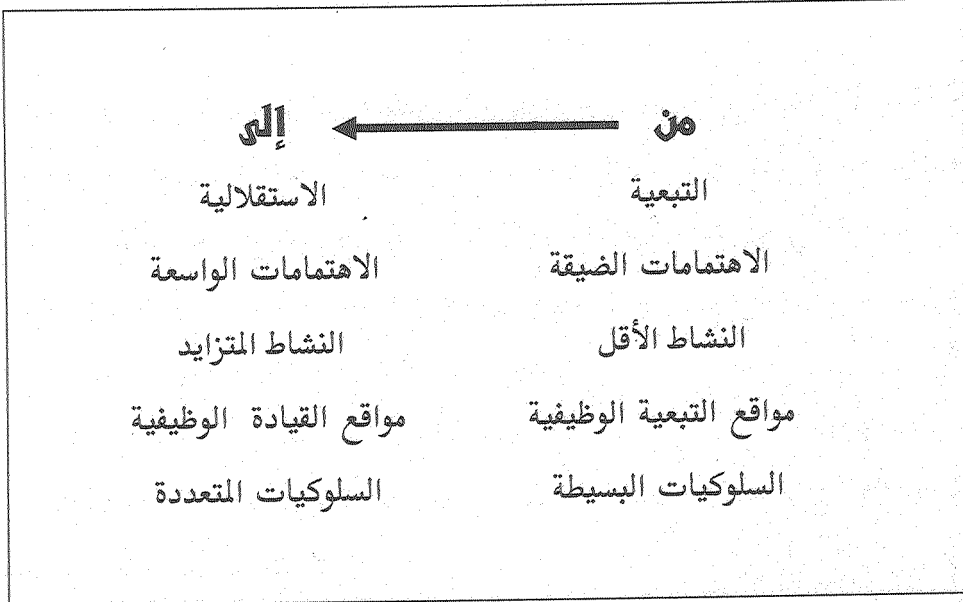 من إلى
التبعية الاستقلالية
الاهتمامات الضيقة الاهتمامات الواسعة
النشاط الأقل النشاط المتزايد
مواقع التبعية الوظيفية مواقع القيادة الوظيفية
السلوكيات البسيطة السلوكيات المتعددة